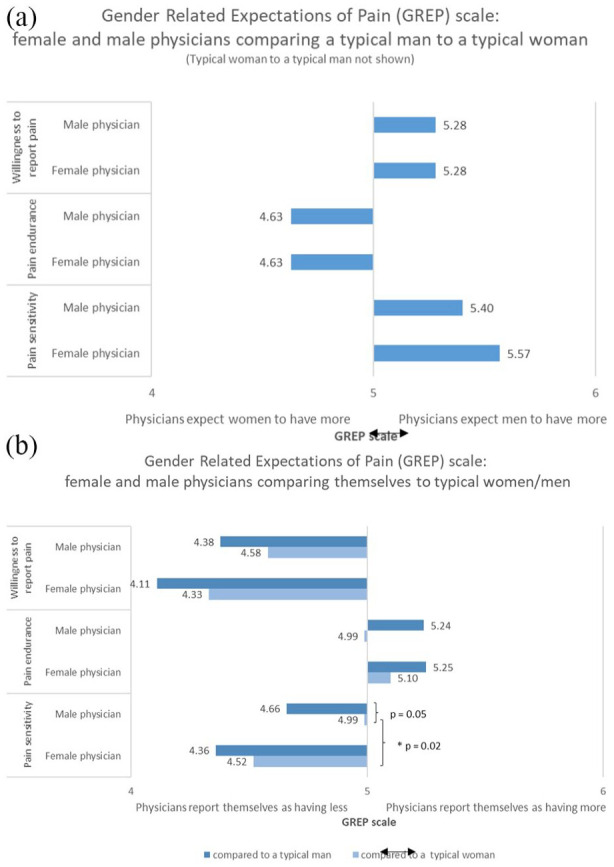 (a)
Gender Related Expectations of Pain (GREP) scale:
female and male physicians comparing a typical man to a typical woman
(Typical woman to a typical man not shown)
Willingness to
report pain
Male physician
5.28
Female physician
5.28
Pain endurance
Male physician
4.63
Female physician
4.63
Pain sensitivity
Male physician
5.40
Female physician
5.57
4
5
6
Physicians expect women to have more
Physicians expect men to have more
GREP scale
(b)
Gender Related Expectations of Pain (GREP) scale:
female and male physicians comparing themselves to typical women/men
Willingness to
report pain
Male physician
4.38
4.58
Female physician
4.11
4.33
Pain endurance
Male physician
5.24
4.99
Female physician
5.25
5.10
Pain sensitivity
Male physician
4.66
4.99
p = 0.05
* p = 0.02
Female physician
4.36
4.52
4
5
6
Physicians report themselves as having less
Physicians report themselves as having more
GREP scale
compared to a typical man
compared to a typical woman